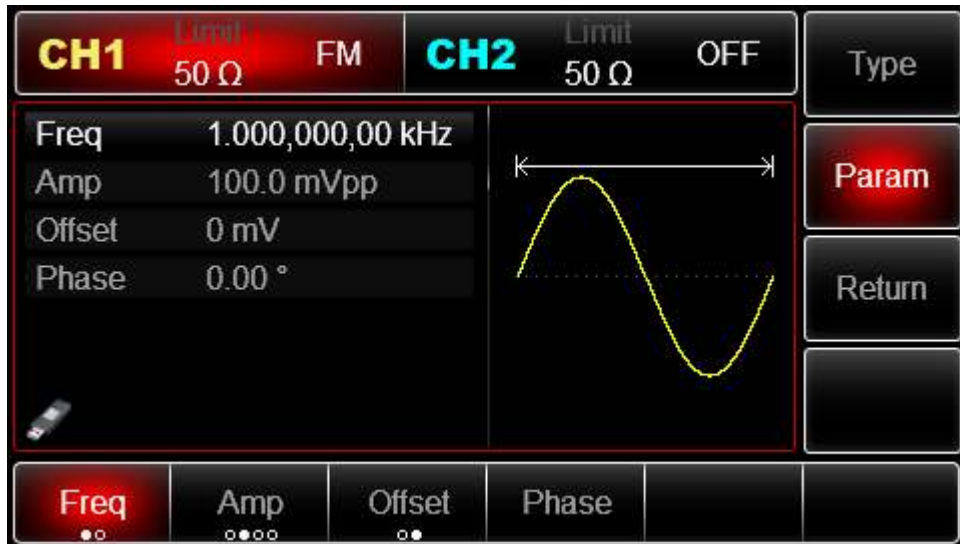 CH1 Limit 50 Ω FM CH2 Limit 50 Ω OFF
Type
Freq 1.000,000,00 kHz
Amp 100.0 mVpp
Offset 0 mV
Phase 0.00 °
Param
Return
Freq Amp Offset Phase